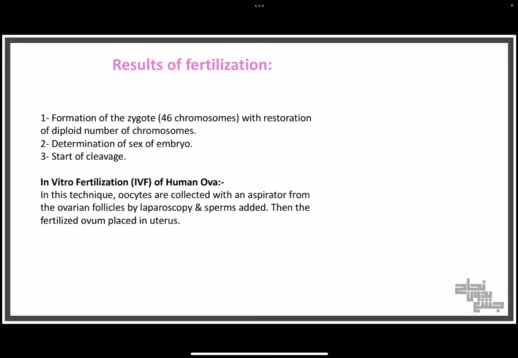 Results of fertilization:
1- Formation of the zygote (46 chromosomes) with restoration
of diploid number of chromosomes.
2- Determination of sex of embryo.
3- Start of cleavage.
In Vitro Fertilization (IVF) of Human Ova:-
In this technique, oocytes are collected with an aspirator from
the ovarian follicles by laparoscopy & sperms added. Then the
fertilized ovum placed in uterus.
نجاح
بدون